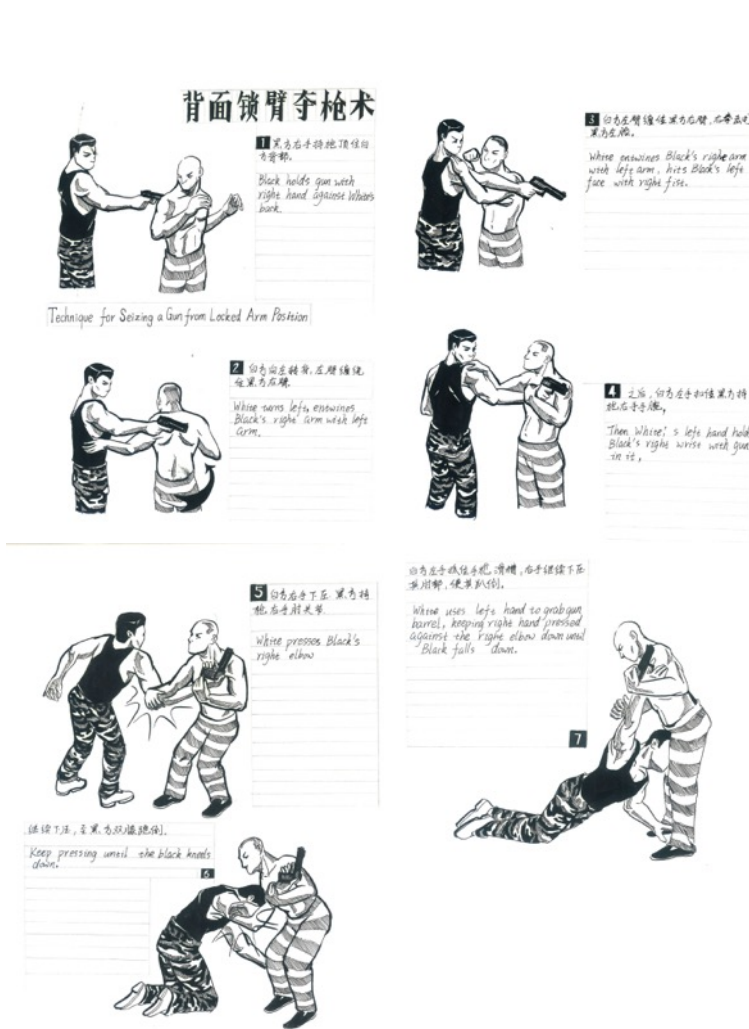 背面锁臂夺枪术
1 黑方右手持枪顶住白
方背部.
Black holds gun with
right hand against White's
back.
Technique for Seizing a Gun from Locked Arm Position
2 白方向左转身,左臂缠绕
住黑方右臂.
White turns left, entwines
Black's right arm with left
arm.
3 白方左臂缠住黑方右臂,右拳击
黑方左脸.
White entwines Black's right arm
with left arm, hits Black's left
face with right fist.
4 之后,白方左手扣住黑方持
枪右手腕,
Then White; s left hand hold
Black's right wrist with gun
in it,
5 白方右手下压 黑方持
枪右手肘关节
White presses Black's
right elbow
继续下压,至黑方双膝跪倒.
Keep pressing until the black kneels
down.
6
白方左手抓住手枪滑槽,右手继续下压
其肘部,使其趴倒.
White uses left hand to grab gun
barrel, keeping right hand pressed
against the right elbow down until
Black falls down.
7